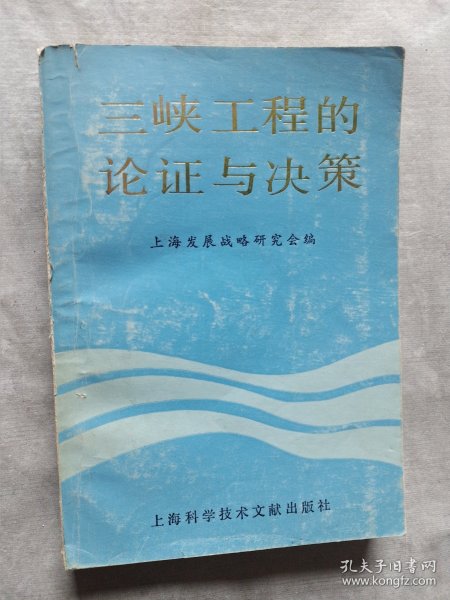 三峡工程的
论证与决策
上海发展战略研究会编
上海科学技术文献出版社
孔夫子旧书网
www.kongfz.com